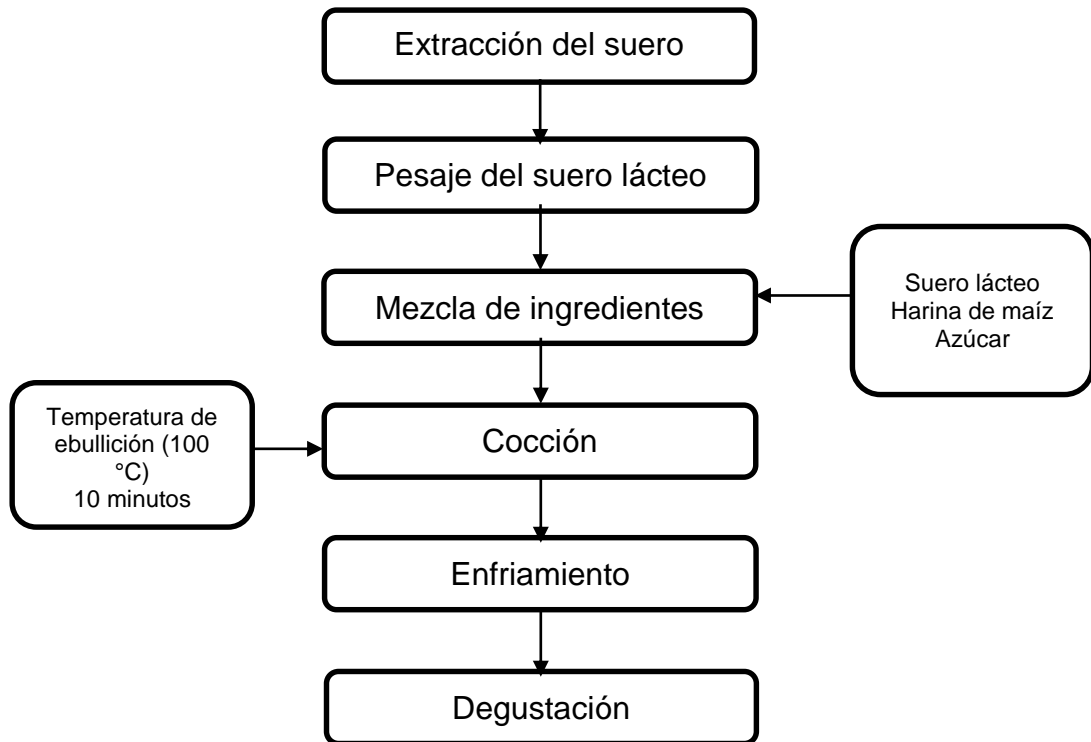 Extracción del suero
Pesaje del suero lácteo
Mezcla de ingredientes
Suero lácteo
Harina de maíz
Azúcar
Temperatura de
ebullición (100
°C)
10 minutos
Cocción
Enfriamiento
Degustación